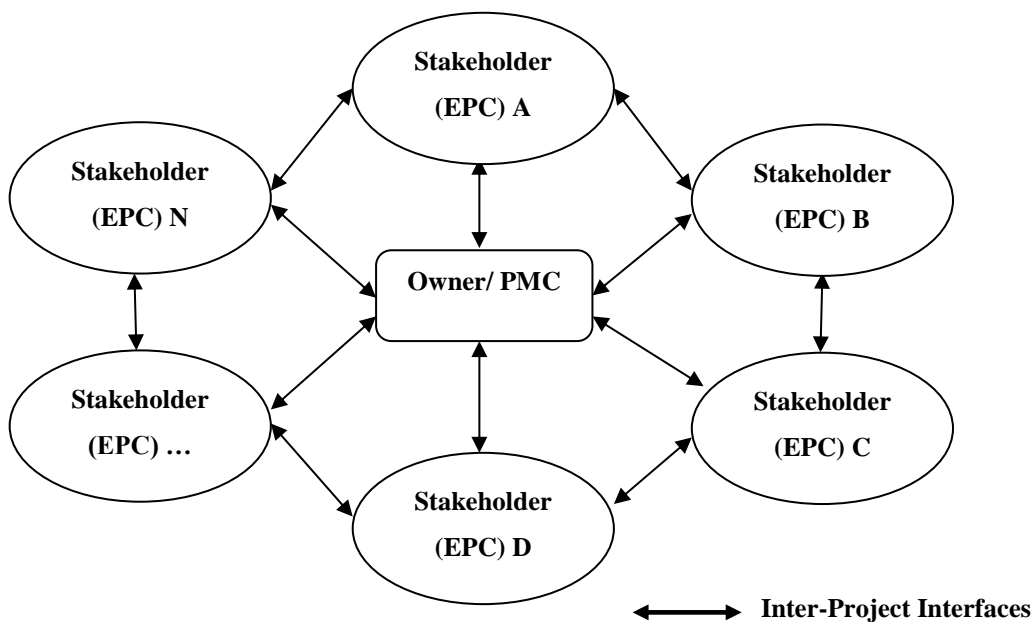 Stakeholder
(EPC) A
Stakeholder
(EPC) N
Stakeholder
(EPC) B
Owner/ PMC
Stakeholder
(EPC) …
Stakeholder
(EPC) C
Stakeholder
(EPC) D
Inter-Project Interfaces